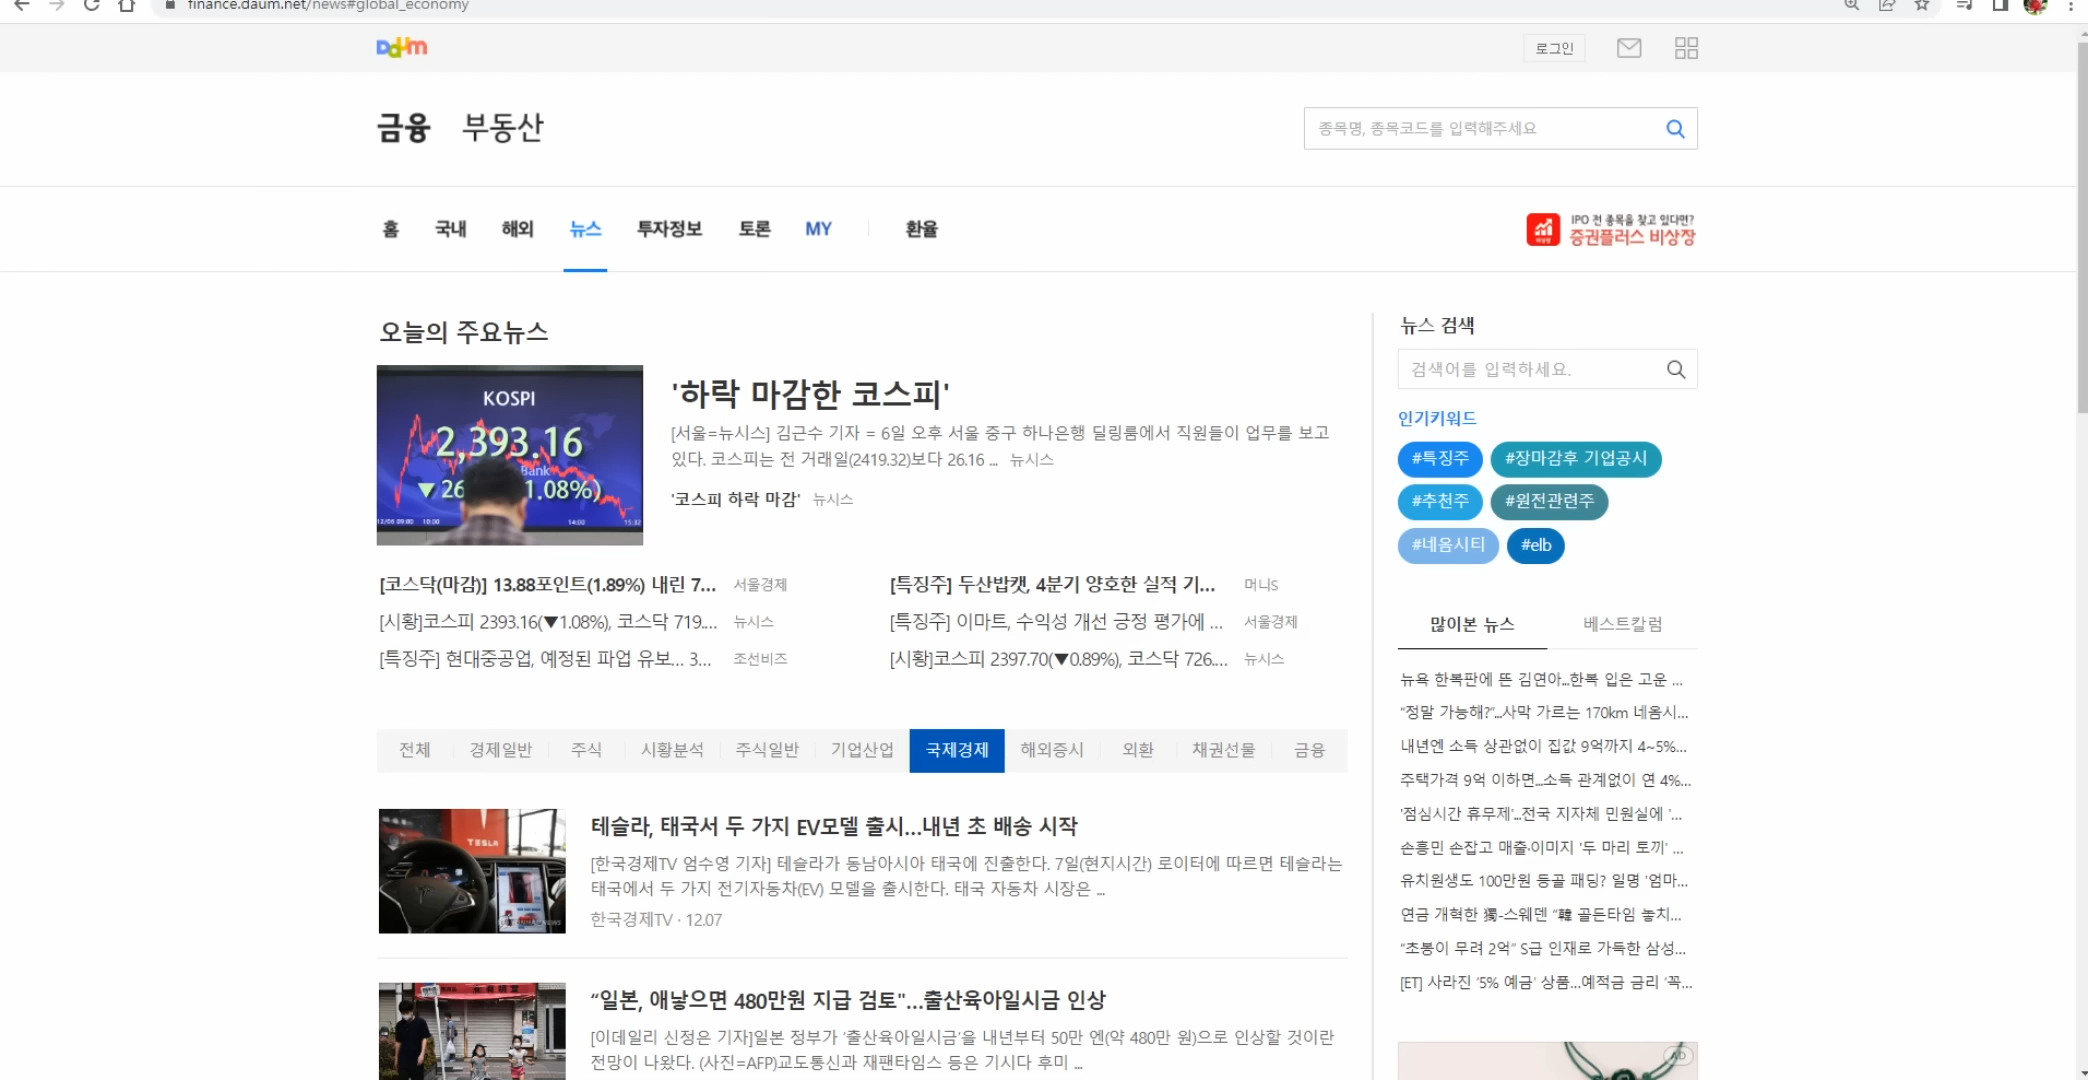 finance.daum.net/news#global_economy
Daum
로그인
금융 부동산
종목명, 종목코드를 입력해주세요
홈 국내 해외 뉴스 투자정보 토론 MY 환율
IPO 전 종목을 찾고 있다면?
증권플러스 비상장
오늘의 주요뉴스
KOSPI
2,393.16
Bank
▼26 1.08%)
12/06 09:00 10:00 14:00 15:32
'하락 마감한 코스피'
[서울=뉴시스] 김근수 기자 = 6일 오후 서울 중구 하나은행 딜링룸에서 직원들이 업무를 보고
있다. 코스피는 전 거래일(2419.32)보다 26.16 ... 뉴시스
'코스피 하락 마감' 뉴시스
[코스닥(마감)] 13.88포인트(1.89%) 내린 7... 서울경제
[시황]코스피 2393.16(▼1.08%), 코스닥 719.... 뉴시스
[특징주] 현대중공업, 예정된 파업 유보... 3... 조선비즈
[특징주] 두산밥캣, 4분기 양호한 실적 기... 머니S
[특징주] 이마트, 수익성 개선 긍정 평가에 ... 서울경제
[시황]코스피 2397.70(▼0.89%), 코스닥 726.... 뉴시스
전체 경제일반 주식 시황분석 주식일반 기업산업 국제경제 해외증시 외환 채권선물 금융
TESLA
테슬라, 태국서 두 가지 EV모델 출시...내년 초 배송 시작
[한국경제TV 엄수영 기자] 테슬라가 동남아시아 태국에 진출한다. 7일(현지시간) 로이터에 따르면 테슬라는
태국에서 두 가지 전기자동차(EV) 모델을 출시한다. 태국 자동차 시장은 ...
한국경제TV · 12.07
“일본, 애낳으면 480만원 지급 검토"...출산육아일시금 인상
[이데일리 신정은 기자]일본 정부가 ‘출산육아일시금’을 내년부터 50만 엔(약 480만 원)으로 인상할 것이란
전망이 나왔다. (사진=AFP)교도통신과 재팬타임스 등은 기시다 후미 ...
뉴스 검색
검색어를 입력하세요.
인기키워드
#특징주 #장마감후 기업공시
#추천주 #원전관련주
#네옴시티 #elb
많이본 뉴스 베스트칼럼
뉴욕 한복판에 뜬 김연아...한복 입은 고운 ...
“정말 가능해?”...사막 가르는 170km 네옴시...
내년엔 소득 상관없이 집값 9억까지 4~5%...
주택가격 9억 이하면...소득 관계없이 연 4%...
'점심시간 휴무제'...전국 지자체 민원실에 '...
손흥민 손잡고 매출·이미지 '두 마리 토끼' ...
유치원생도 100만원 등골 패딩? 일명 '엄마...
연금 개혁한 獨-스웨덴 “韓 골든타임 놓치...
“초봉이 무려 2억” S급 인재로 가득한 삼성...
[ET] 사라진 ‘5% 예금’ 상품...예적금 금리 ‘꼭...
AD